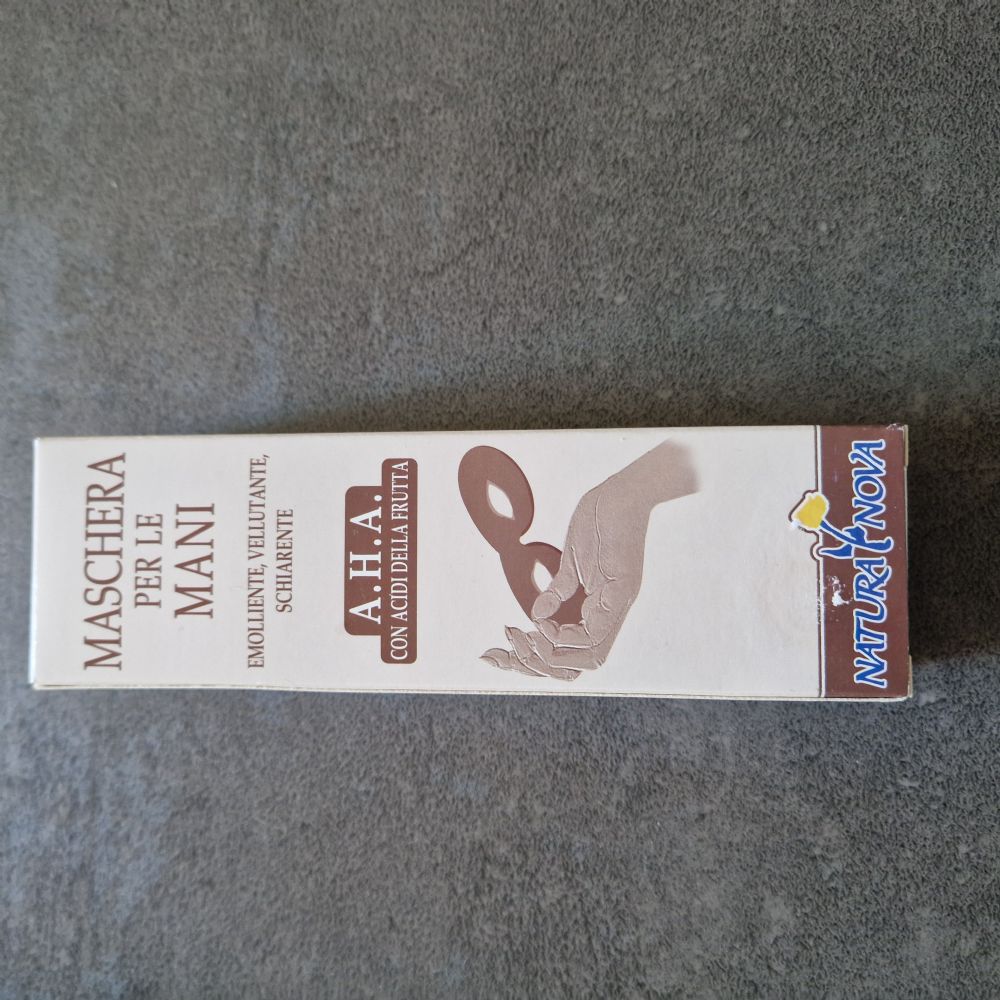 MASCHERA
PER LE
MANI
EMOLLIENTE, VELLUTANTE,
SCHIARENTE
A.H.A.
CON ACIDI DELLA FRUTTA
NATURA NOVA